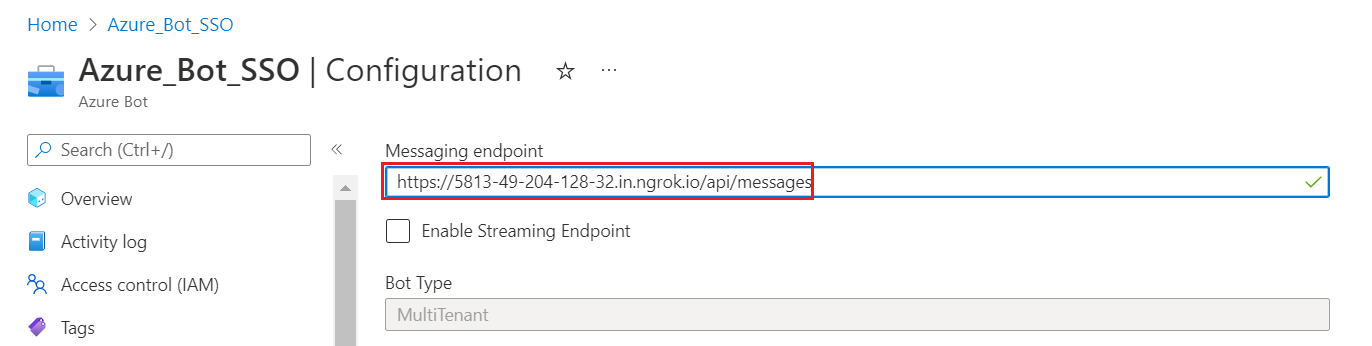 Home > Azure_Bot_SSO
Azure_Bot_SSO | Configuration
Azure Bot
Search (Ctrl+/)
Overview
Activity log
Access control (IAM)
Tags
Messaging endpoint
https://5813-49-204-128-32.in.ngrok.io/api/messages
Enable Streaming Endpoint
Bot Type
MultiTenant